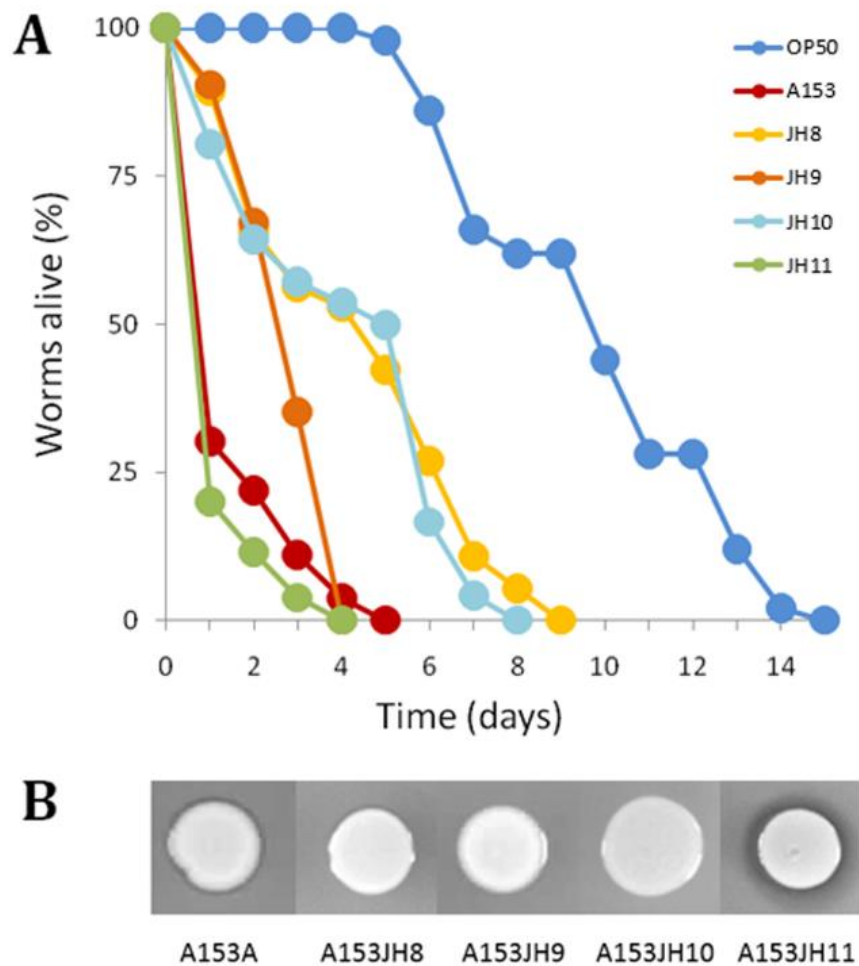 A
100
75
50
25
0
Worms alive (%)
0 2 4 6 8 10 12 14
Time (days)
OP50
A153
JH8
JH9
JH10
JH11
B
A153A A153JH8 A153JH9 A153JH10 A153JH11